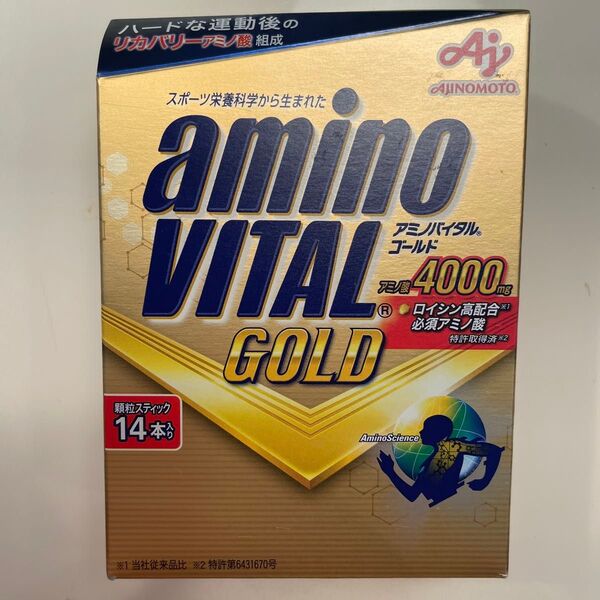 ハードな運動後の
リカバリーアミノ酸組成
Aj
AJINOMOTO®
スポーツ栄養科学から生まれた
amino
VITAL®
アミノバイタル®
ゴールド
GOLD
アミノ酸4000mg
ロイシン高配合※1
必須アミノ酸
特許取得済※2
顆粒スティック
14本入り
AminoScience
※1 当社従来品比 ※2 特許第6431670号